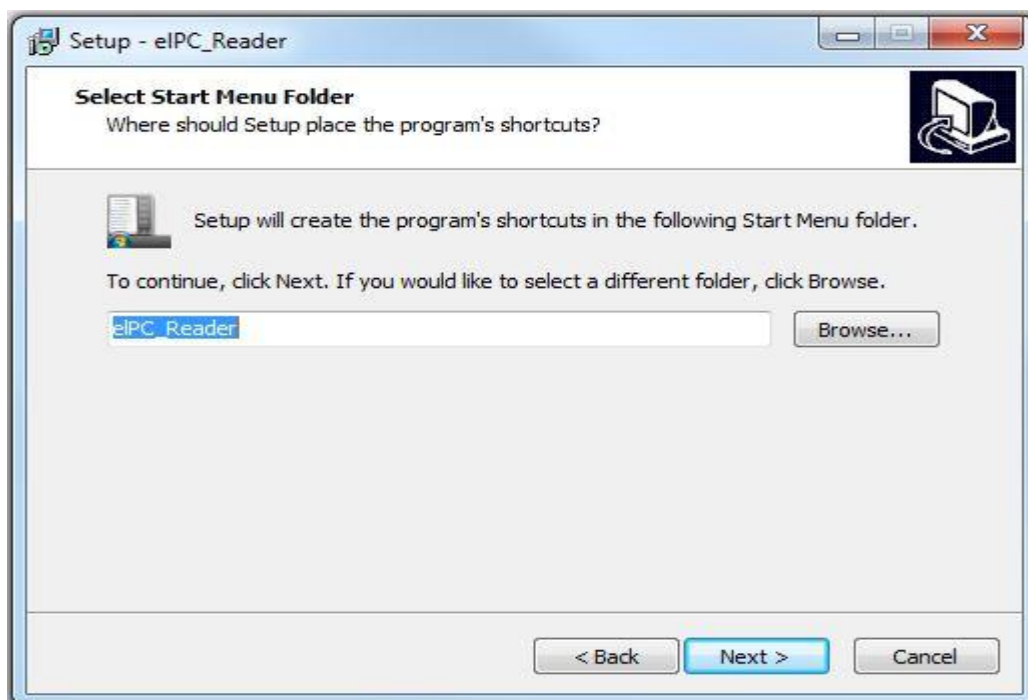 Setup - elPC_Reader
Select Start Menu Folder
Where should Setup place the program's shortcuts?
Setup will create the program's shortcuts in the following Start Menu folder.
To continue, click Next. If you would like to select a different folder, click Browse.
elPC_Reader
Browse...
< Back
Next >
Cancel